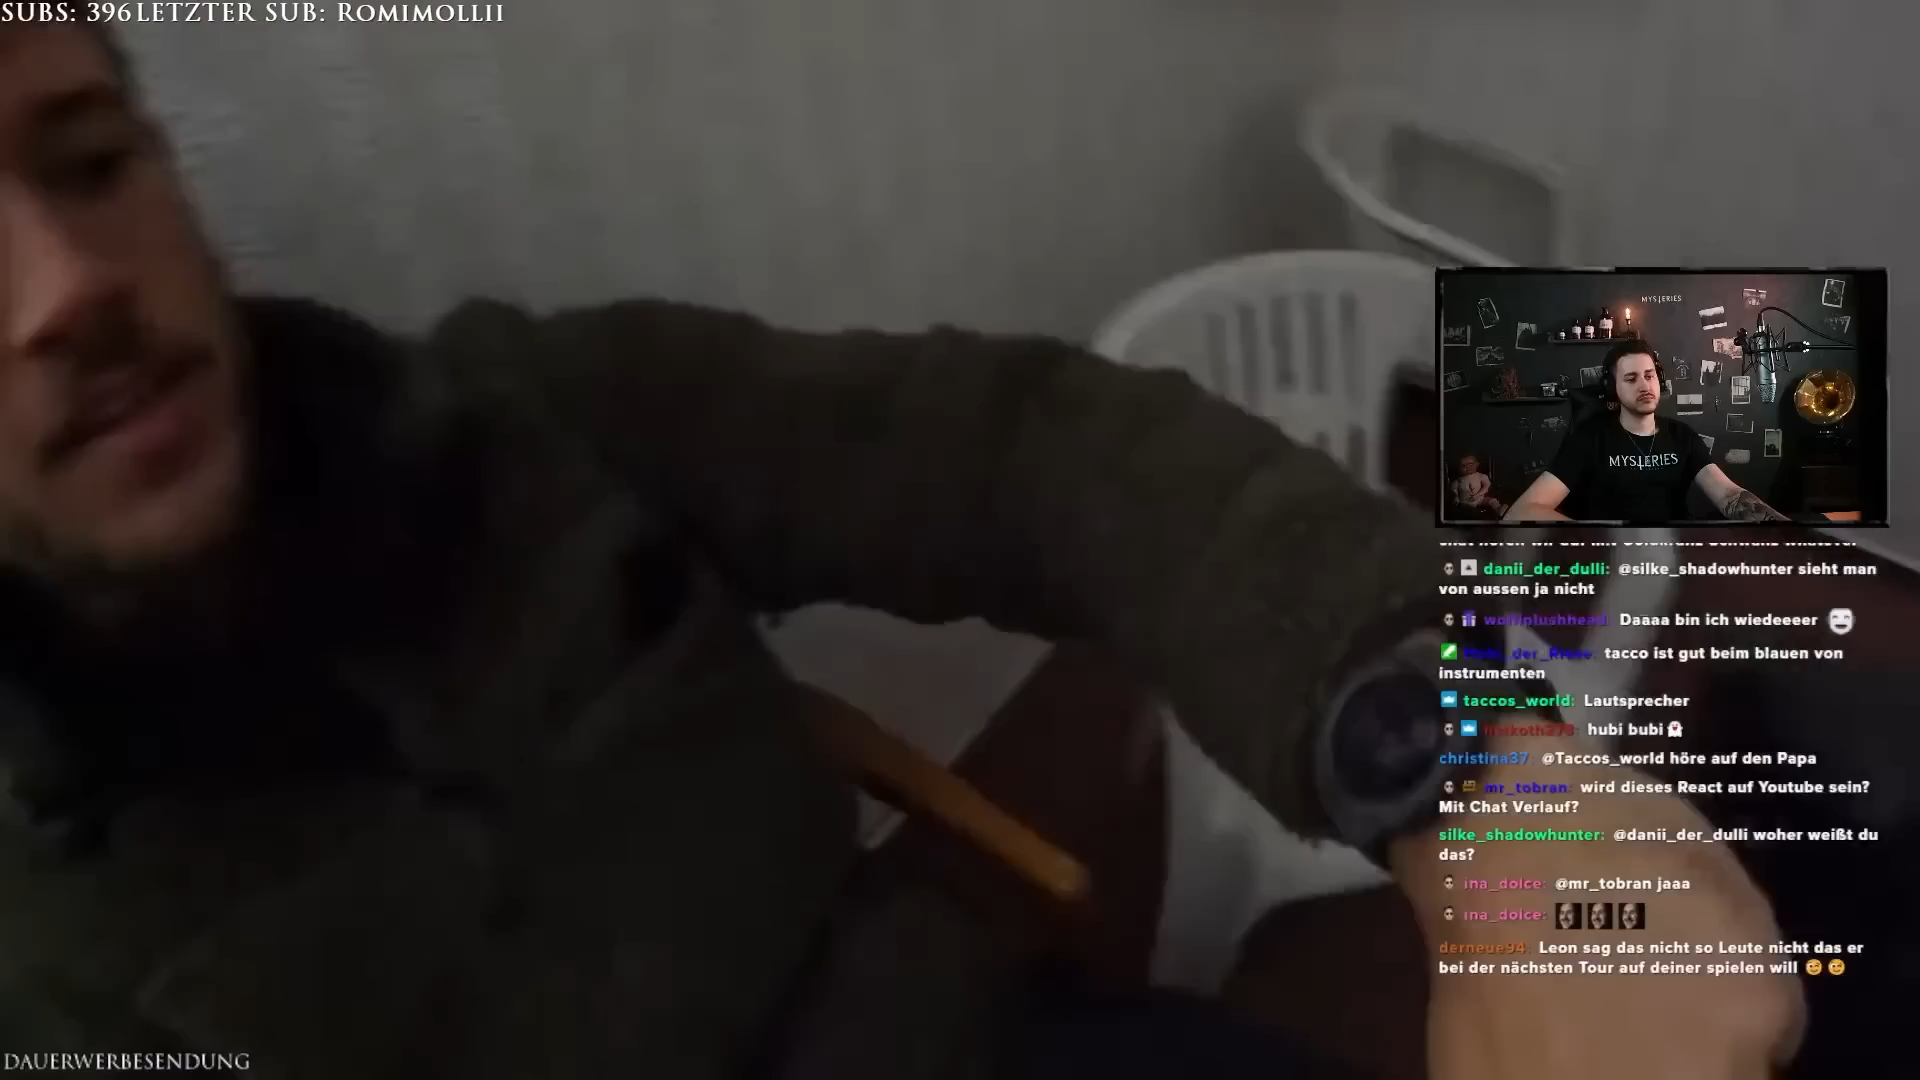 SUBS: 396 LETZTER SUB: ROMIMOLLII
MYSTERIES
MYSTERIES
danii_der_dulli: @silke_shadowhunter sieht man
von aussen ja nicht
Daaaa bin ich wiedeeeer
tacco ist gut beim blauen von
instrumenten
taccos_world: Lautsprecher
hubi bubi
christina37: @Taccos_world höre auf den Papa
mr_tobran: wird dieses React auf Youtube sein?
Mit Chat Verlauf?
silke_shadowhunter: @danii_der_dulli woher weißt du
das?
ina_dolce: @mr_tobran jaaa
ina_dolce:
derneue94: Leon sag das nicht so Leute nicht das er
bei der nächsten Tour auf deiner spielen will
DAUERWERBESENDUNG